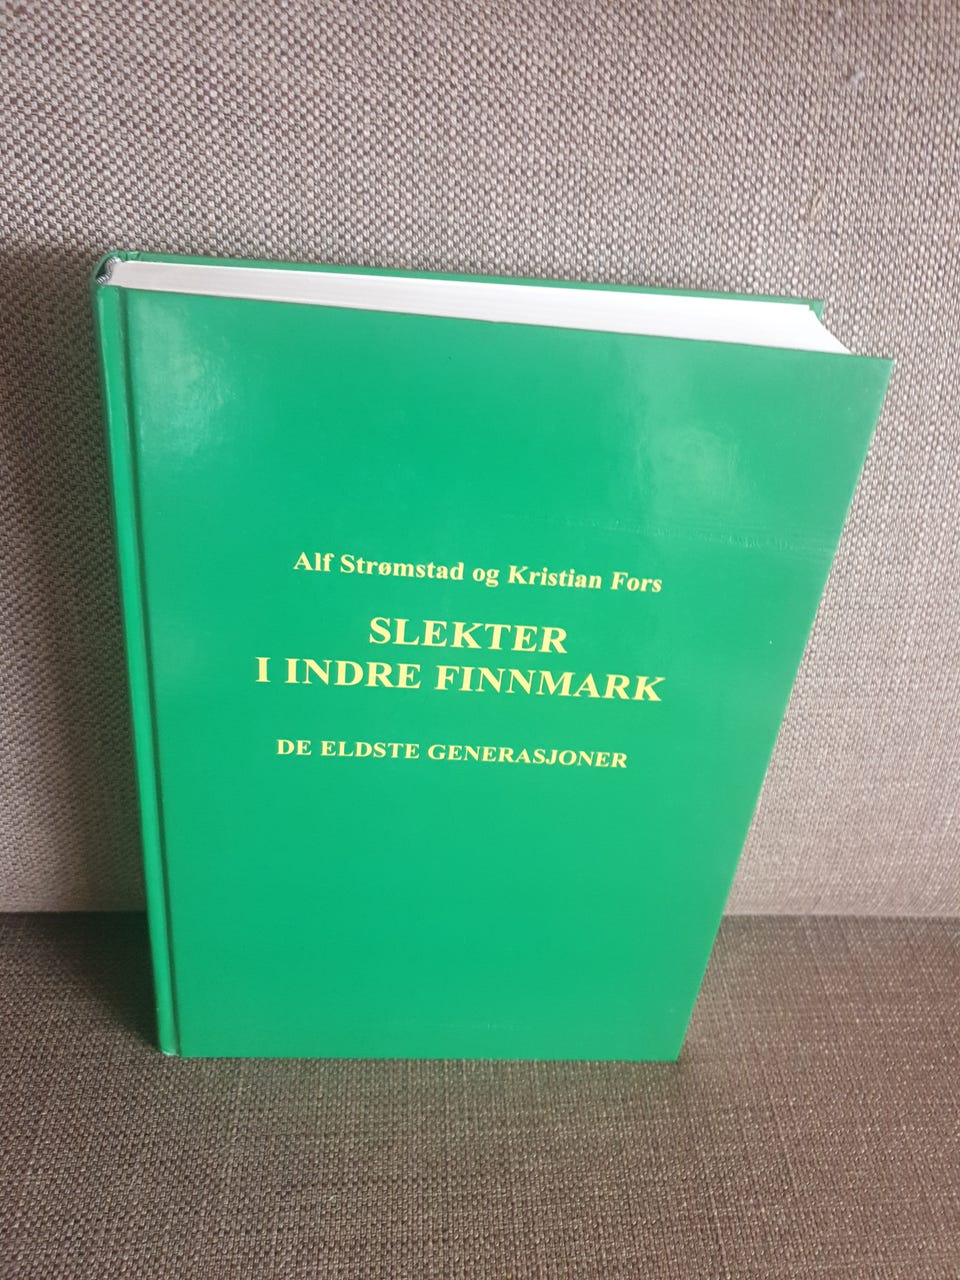 Alf Strømstad og Kristian Fors
SLEKTER
I INDRE FINNMARK
DE ELDSTE GENERASJONER